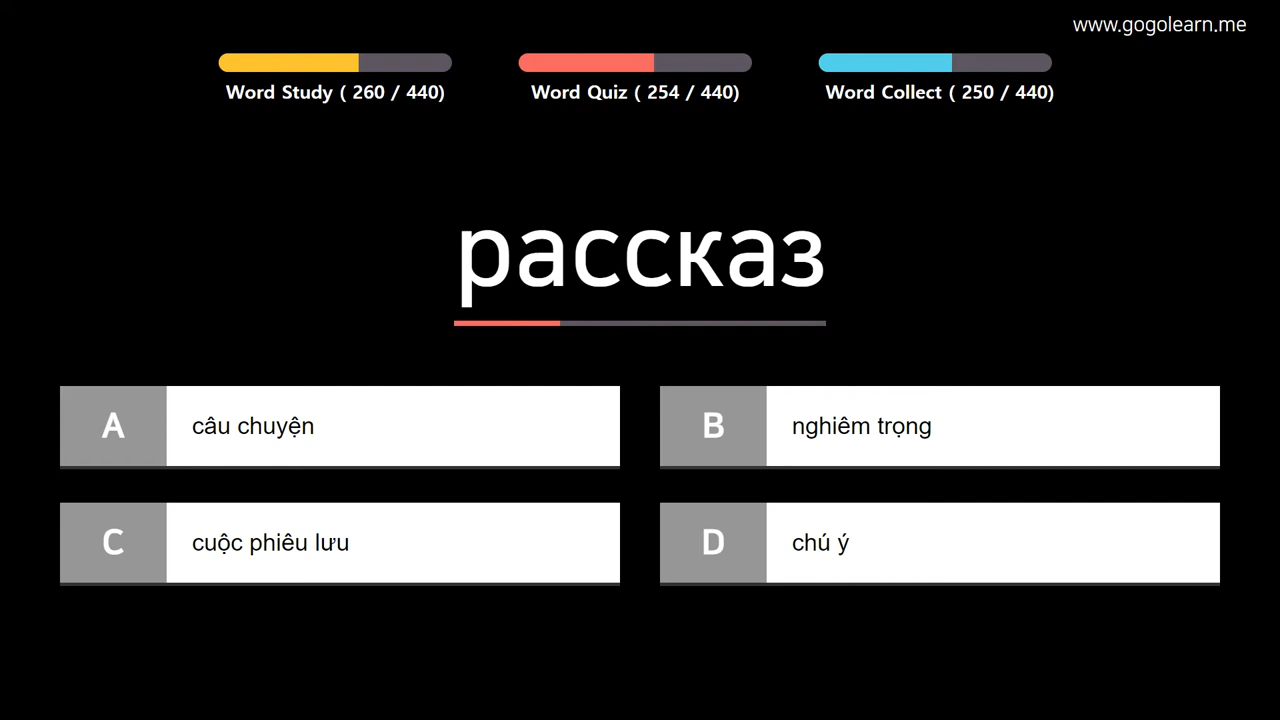 www.gogolearn.me
Word Study ( 260 / 440)
Word Quiz ( 254 / 440)
Word Collect ( 250 / 440)
рассказ
A câu chuyện
B nghiêm trọng
C cuộc phiêu lưu
D chú ý